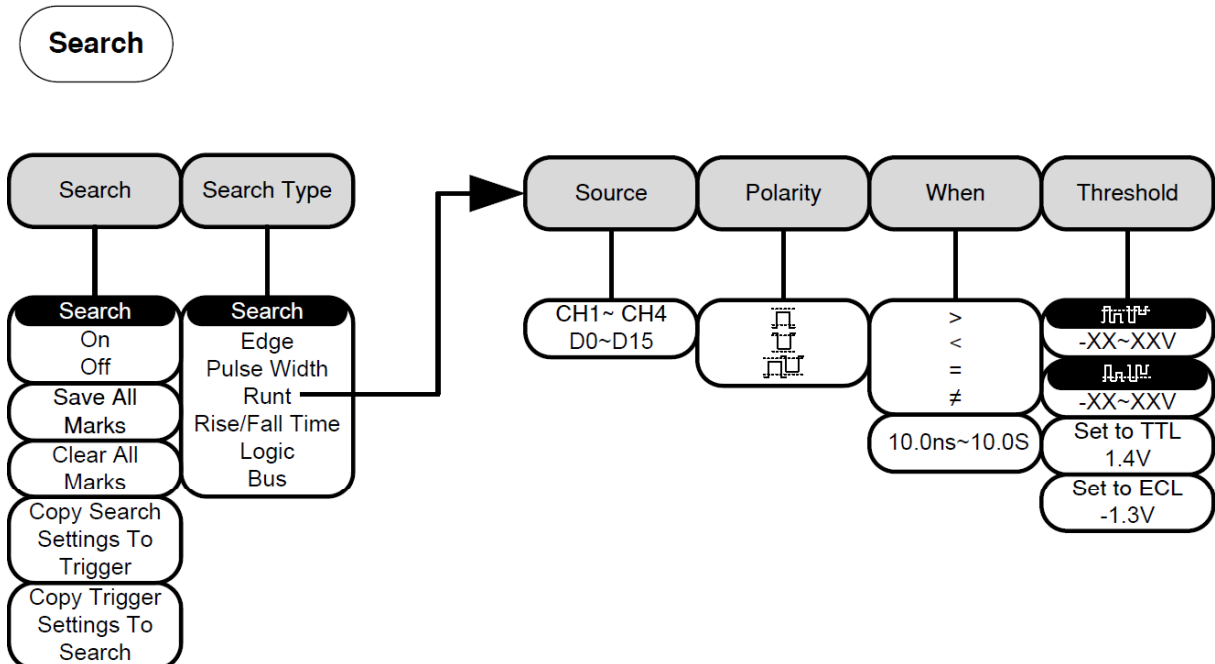 Search
Search
Search Type
Source
Polarity
When
Threshold
Search
On
Off
Save All
Marks
Clear All
Marks
Copy Search
Settings To
Trigger
Copy Trigger
Settings To
Search
Search
Edge
Pulse Width
Runt
Rise/Fall Time
Logic
Bus
CH1~ CH4
D0~D15
>
<
=
≠
10.0ns~10.0S
-XX~XXV
-XX~XXV
Set to TTL
1.4V
Set to ECL
-1.3V